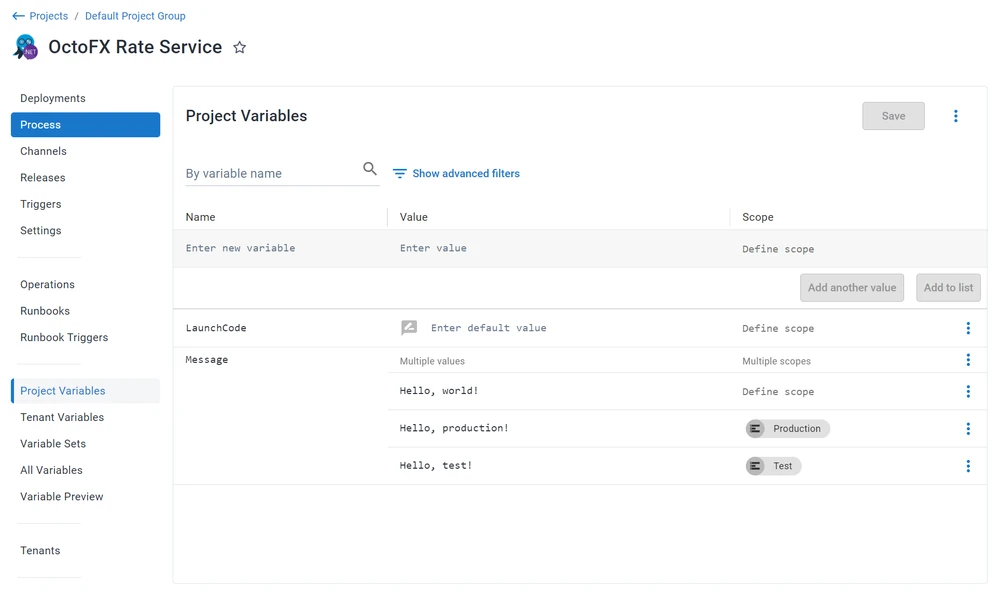 Projects / Default Project Group
OctoFX Rate Service
.NET
Deployments
Process
Channels
Releases
Triggers
Settings
Operations
Runbooks
Runbook Triggers
Project Variables
Tenant Variables
Variable Sets
All Variables
Variable Preview
Tenants
Project Variables
Save
By variable name
Show advanced filters
Name Value Scope
Enter new variable Enter value Define scope
Add another value Add to list
LaunchCode Enter default value Define scope
Message Multiple values Multiple scopes
Hello, world! Define scope
Hello, production! Production
Hello, test! Test